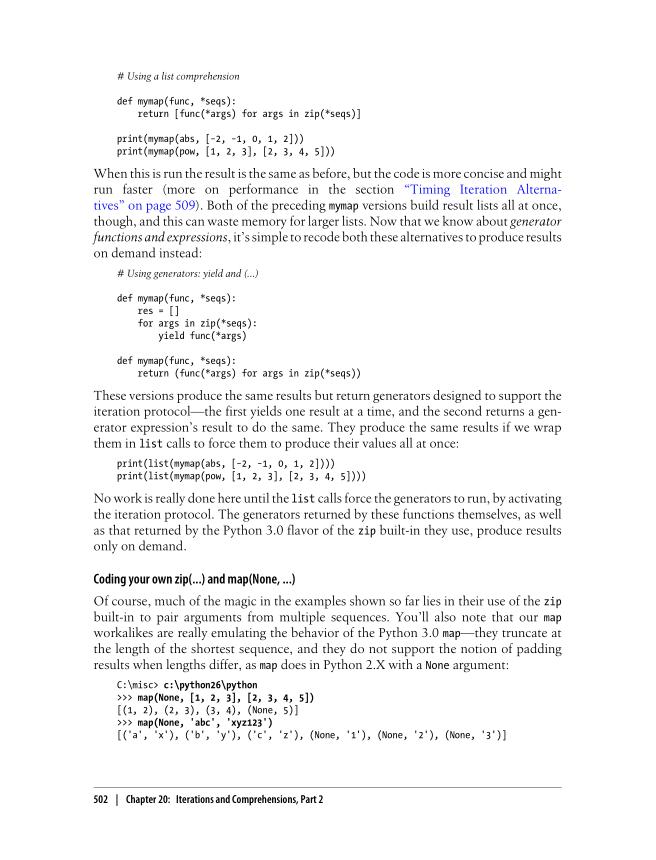 # Using a list comprehension
def mymap(func, *seqs):
    return [func(*args) for args in zip(*seqs)]
print(mymap(abs, [-2, -1, 0, 1, 2]))
print(mymap(pow, [1, 2, 3], [2, 3, 4, 5]))
When this is run the result is the same as before, but the code is more concise and might
run faster (more on performance in the section “Timing Iteration Alterna-
tives” on page 509). Both of the preceding mymap versions build result lists all at once,
though, and this can waste memory for larger lists. Now that we know about generator
functions and expressions, it’s simple to recode both these alternatives to produce results
on demand instead:
# Using generators: yield and (...)
def mymap(func, *seqs):
    res = []
    for args in zip(*seqs):
        yield func(*args)
def mymap(func, *seqs):
    return (func(*args) for args in zip(*seqs))
These versions produce the same results but return generators designed to support the
iteration protocol—the first yields one result at a time, and the second returns a gen-
erator expression’s result to do the same. They produce the same results if we wrap
them in list calls to force them to produce their values all at once:
print(list(mymap(abs, [-2, -1, 0, 1, 2])))
print(list(mymap(pow, [1, 2, 3], [2, 3, 4, 5])))
No work is really done here until the list calls force the generators to run, by activating
the iteration protocol. The generators returned by these functions themselves, as well
as that returned by the Python 3.0 flavor of the zip built-in they use, produce results
only on demand.
Coding your own zip(...) and map(None, ...)
Of course, much of the magic in the examples shown so far lies in their use of the zip
built-in to pair arguments from multiple sequences. You’ll also note that our map
workalikes are really emulating the behavior of the Python 3.0 map—they truncate at
the length of the shortest sequence, and they do not support the notion of padding
results when lengths differ, as map does in Python 2.X with a None argument:
C:\misc> c:\python26\python
>>> map(None, [1, 2, 3], [2, 3, 4, 5])
[(1, 2), (2, 3), (3, 4), (None, 5)]
>>> map(None, 'abc', 'xyz123')
[('a', 'x'), ('b', 'y'), ('c', 'z'), (None, '1'), (None, '2'), (None, '3')]
502 | Chapter 20: Iterations and Comprehensions, Part 2